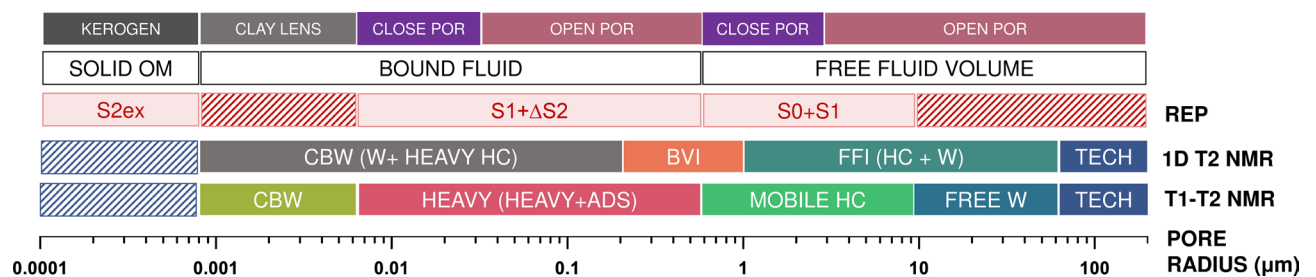 KEROGEN CLAY LENS CLOSE POR OPEN POR CLOSE POR OPEN POR
SOLID OM BOUND FLUID FREE FLUID VOLUME
S2ex S1+ΔS2 S0+S1 REP
CBW (W+ HEAVY HC) BVI FFI (HC + W) TECH 1D T2 NMR
CBW HEAVY (HEAVY+ADS) MOBILE HC FREE W TECH T1-T2 NMR
0.0001 0.001 0.01 0.1 1 10 100 PORE
RADIUS (μm)